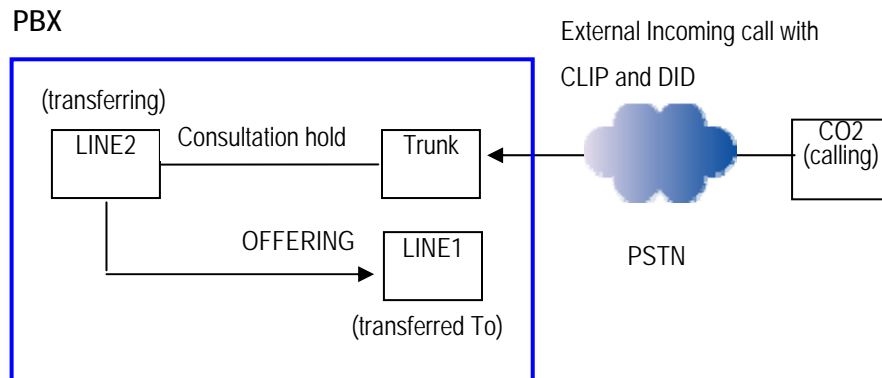 PBX
External Incoming call with
CLIP and DID
(transferring)
LINE2
Consultation hold
Trunk
CO2
(calling)
OFFERING
LINE1
PSTN
(transferred To)